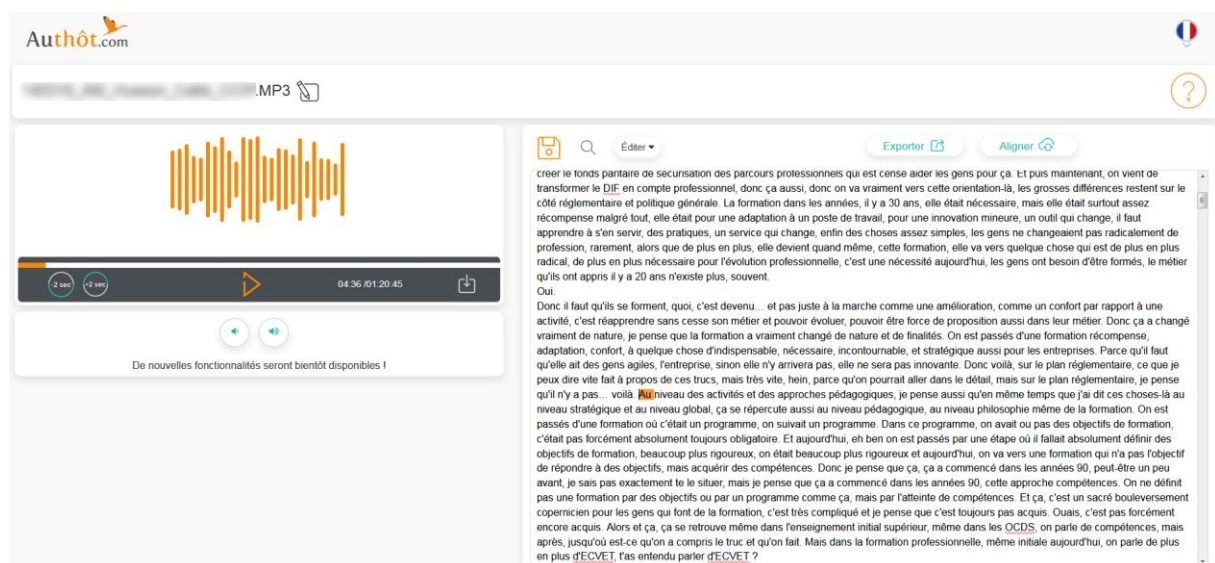 Authôt.com
.MP3
?
Éditer
Exporter
Aligner
-2 sec
+2 sec
04:36 /01:20.45
De nouvelles fonctionnalités seront bientôt disponibles !
créer le fonds paritaire de sécurisation des parcours professionnels qui est censé aider les gens pour ça. Et puis maintenant, on vient de
transformer le DIF en compte professionnel, donc ça aussi, donc on va vraiment vers cette orientation-là, les grosses différences restent sur le
côté réglementaire et politique générale. La formation dans les années, il y a 30 ans, elle était nécessaire, mais elle était surtout assez
récompense malgré tout, elle était pour une adaptation à un poste de travail, pour une innovation mineure, un outil qui change, il faut
apprendre à s'en servir, des pratiques, un service qui change, enfin des choses assez simples, les gens ne changeaient pas radicalement de
profession, rarement, alors que de plus en plus, elle devient quand même, cette formation, elle va vers quelque chose qui est de plus en plus
radical, de plus en plus nécessaire pour l'évolution professionnelle, c'est une nécessité aujourd'hui, les gens ont besoin d'être formés, le métier
qu'ils ont appris il y a 20 ans n'existe plus, souvent.
Oui.
Donc il faut qu'ils se forment, quoi, c'est devenu… et pas juste à la marche comme une amélioration, comme un confort par rapport à une
activité, c'est réapprendre sans cesse son métier et pouvoir évoluer, pouvoir être force de proposition aussi dans leur métier. Donc ça a changé
vraiment de nature, je pense que la formation a vraiment changé de nature et de finalités. On est passés d'une formation récompense,
adaptation, confort, à quelque chose d'indispensable, nécessaire, incontournable, et stratégique aussi pour les entreprises. Parce qu'il faut
qu'elle ait des gens agiles, l'entreprise, sinon elle n'y arrivera pas, elle ne sera pas innovante. Donc voilà, sur le plan réglementaire, ce que je
peux dire vite fait à propos de ces trucs, mais très vite, hein, parce qu'on pourrait aller dans le détail, mais sur le plan réglementaire, je pense
qu'il n'y a pas… voilà. Au niveau des activités et des approches pédagogiques, je pense aussi qu'en même temps que j'ai dit ces choses-là au
niveau stratégique et au niveau global, ça se répercute aussi au niveau pédagogique, au niveau philosophie même de la formation. On est
passés d'une formation où c'était un programme, on suivait un programme. Dans ce programme, on avait ou pas des objectifs de formation,
c'était pas forcément absolument toujours obligatoire. Et aujourd'hui, eh ben on est passés par une étape où il fallait absolument définir des
objectifs de formation, beaucoup plus rigoureux, on était beaucoup plus rigoureux et aujourd'hui, on va vers une formation qui n'a pas l'objectif
de répondre à des objectifs, mais acquérir des compétences. Donc je pense que ça, ça a commencé dans les années 90, peut-être un peu
avant, je sais pas exactement te le situer, mais je pense que ça a commencé dans les années 90, cette approche compétences. On ne définit
pas une formation par des objectifs ou par un programme comme ça, mais par l'atteinte de compétences. Et ça, c'est un sacré bouleversement
copernicien pour les gens qui font de la formation, c'est très compliqué et je pense que c'est toujours pas acquis. Ouais, c'est pas forcément
encore acquis. Alors et ça, ça se retrouve même dans l'enseignement initial supérieur, même dans les OCDS, on parle de compétences, mais
après, jusqu'où est-ce qu'on a compris le truc et qu'on fait. Mais dans la formation professionnelle, même initiale aujourd'hui, on parle de plus
en plus d'ECVET, t'as entendu parler d'ECVET ?